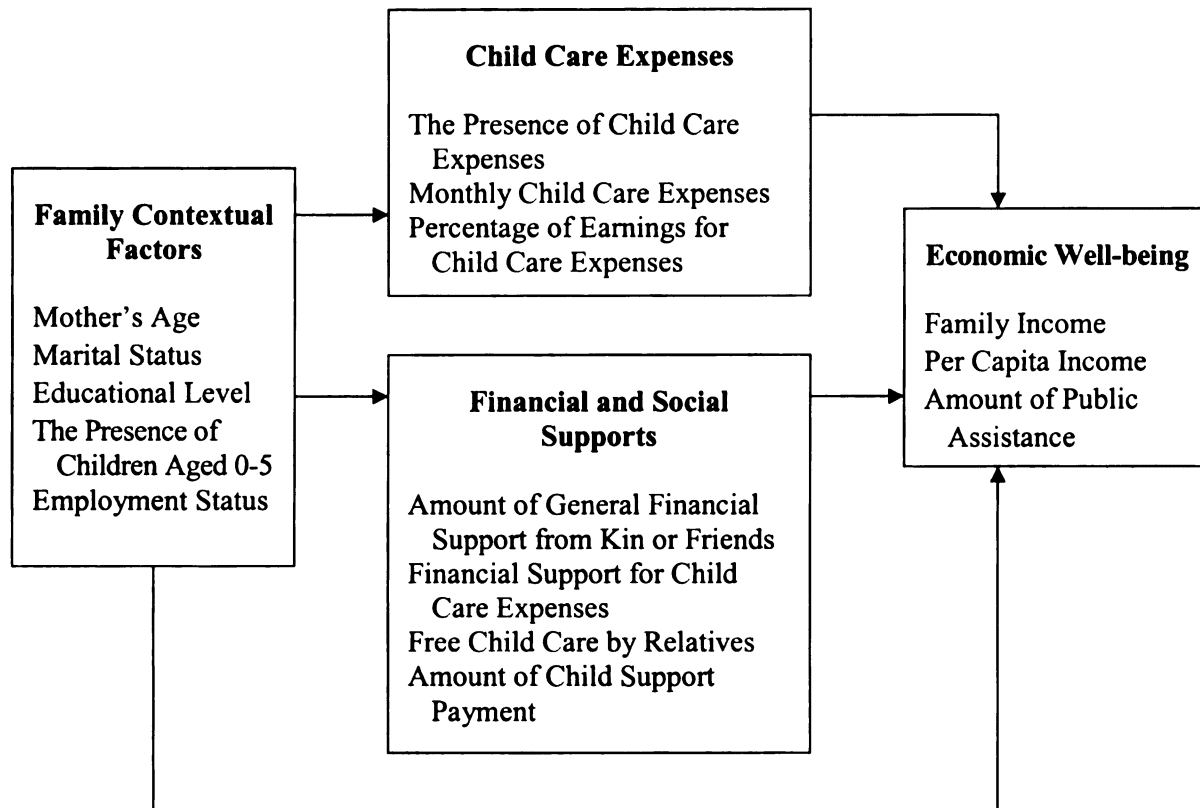 Child Care Expenses
The Presence of Child Care
Expenses
Monthly Child Care Expenses
Percentage of Earnings for
Child Care Expenses
Family Contextual
Factors
Mother's Age
Marital Status
Educational Level
The Presence of
Children Aged 0-5
Employment Status
Financial and Social
Supports
Amount of General Financial
Support from Kin or Friends
Financial Support for Child
Care Expenses
Free Child Care by Relatives
Amount of Child Support
Payment
Economic Well-being
Family Income
Per Capita Income
Amount of Public
Assistance